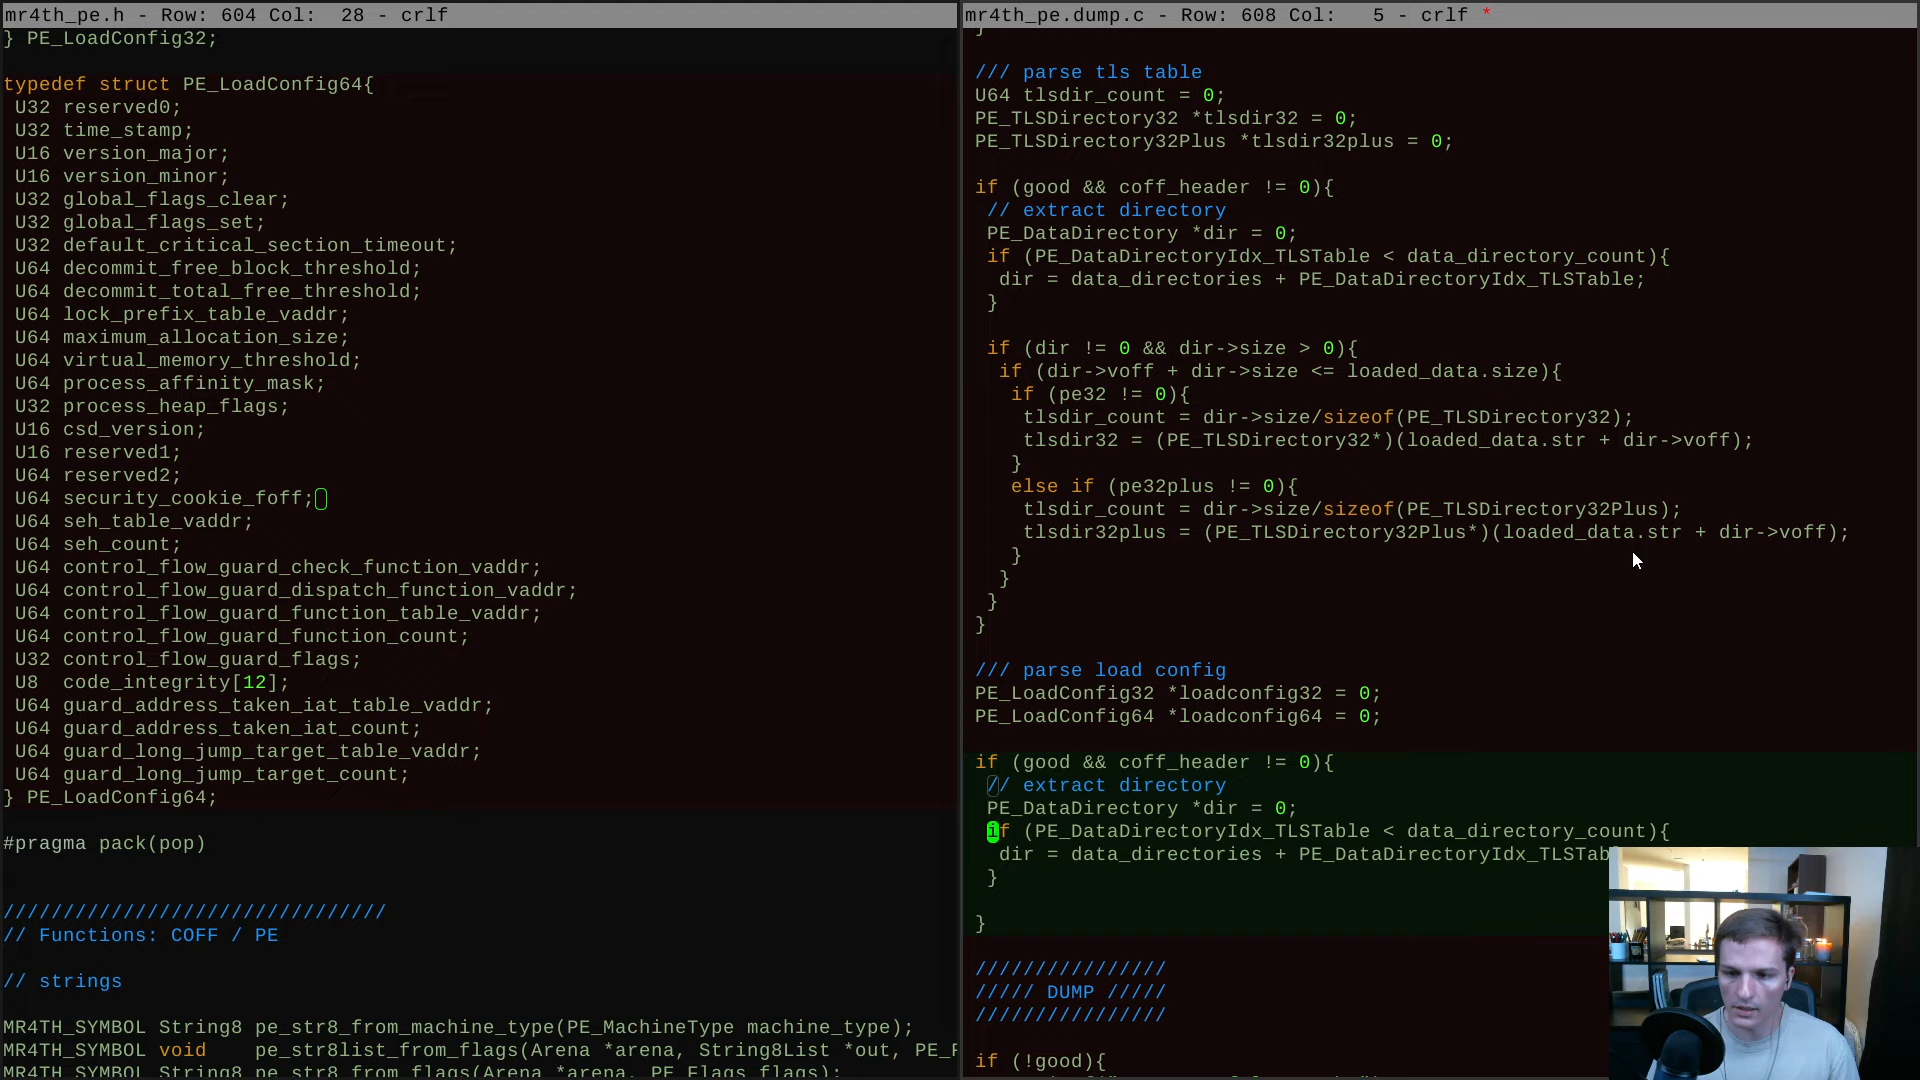 mr4th_pe.h - Row: 604 Col:  28 - crlf
} PE_LoadConfig32;
typedef struct PE_LoadConfig64{
U32 reserved0;
U32 time_stamp;
U16 version_major;
U16 version_minor;
U32 global_flags_clear;
U32 global_flags_set;
U32 default_critical_section_timeout;
U64 decommit_free_block_threshold;
U64 decommit_total_free_threshold;
U64 lock_prefix_table_vaddr;
U64 maximum_allocation_size;
U64 virtual_memory_threshold;
U64 process_affinity_mask;
U32 process_heap_flags;
U16 csd_version;
U16 reserved1;
U64 reserved2;
U64 security_cookie_foff;
U64 seh_table_vaddr;
U64 seh_count;
U64 control_flow_guard_check_function_vaddr;
U64 control_flow_guard_dispatch_function_vaddr;
U64 control_flow_guard_function_table_vaddr;
U64 control_flow_guard_function_count;
U32 control_flow_guard_flags;
U8  code_integrity[12];
U64 guard_address_taken_iat_table_vaddr;
U64 guard_address_taken_iat_count;
U64 guard_long_jump_target_table_vaddr;
U64 guard_long_jump_target_count;
} PE_LoadConfig64;
#pragma pack(pop)
////////////////////////////////
// Functions: COFF / PE
// strings
MR4TH_SYMBOL String8 pe_str8_from_machine_type(PE_MachineType machine_type);
MR4TH_SYMBOL void    pe_str8list_from_flags(Arena *arena, String8List *out, PE_F
MR4TH_SYMBOL String8 pe_str8_from_flags(Arena *arena, PE_Flags flags);
mr4th_pe.dump.c - Row: 608 Col:   5 - crlf *
}
/// parse tls table
U64 tlsdir_count = 0;
PE_TLSDirectory32 *tlsdir32 = 0;
PE_TLSDirectory32Plus *tlsdir32plus = 0;
if (good && coff_header != 0){
// extract directory
PE_DataDirectory *dir = 0;
if (PE_DataDirectoryIdx_TLSTable < data_directory_count){
dir = data_directories + PE_DataDirectoryIdx_TLSTable;
}
if (dir != 0 && dir->size > 0){
if (dir->voff + dir->size <= loaded_data.size){
if (pe32 != 0){
tlsdir_count = dir->size/sizeof(PE_TLSDirectory32);
tlsdir32 = (PE_TLSDirectory32*)(loaded_data.str + dir->voff);
}
else if (pe32plus != 0){
tlsdir_count = dir->size/sizeof(PE_TLSDirectory32Plus);
tlsdir32plus = (PE_TLSDirectory32Plus*)(loaded_data.str + dir->voff);
}
}
}
}
/// parse load config
PE_LoadConfig32 *loadconfig32 = 0;
PE_LoadConfig64 *loadconfig64 = 0;
if (good && coff_header != 0){
// extract directory
PE_DataDirectory *dir = 0;
if (PE_DataDirectoryIdx_TLSTable < data_directory_count){
dir = data_directories + PE_DataDirectoryIdx_TLSTab
}
}
////////////////
///// DUMP /////
////////////////
if (!good){